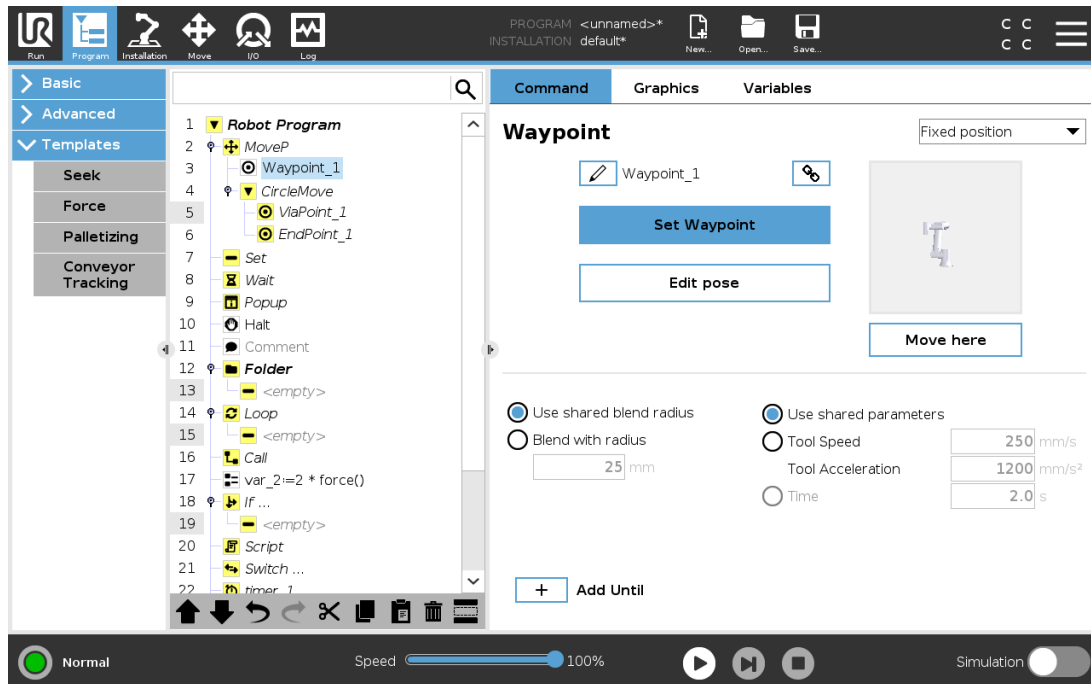 PROGRAM <unnamed>*
INSTALLATION default*
Run Program Installation Move I/O Log New... Open... Save...
C C
C C
Basic
Advanced
Templates
Seek
Force
Palletizing
Conveyor
Tracking
1 Robot Program
2 MoveP
3 Waypoint_1
4 CircleMove
5 ViaPoint_1
6 EndPoint_1
7 Set
8 Wait
9 Popup
10 Halt
11 Comment
12 Folder
13 <empty>
14 Loop
15 <empty>
16 Call
17 var_2:=2 * force()
18 If ...
19 <empty>
20 Script
21 Switch ...
22 timer_1
Command Graphics Variables
Waypoint
Fixed position
Waypoint_1
Set Waypoint
Edit pose
Move here
Use shared blend radius
Blend with radius
25 mm
Use shared parameters
Tool Speed 250 mm/s
Tool Acceleration 1200 mm/s²
Time 2.0 s
+ Add Until
Normal
Speed 100%
Simulation